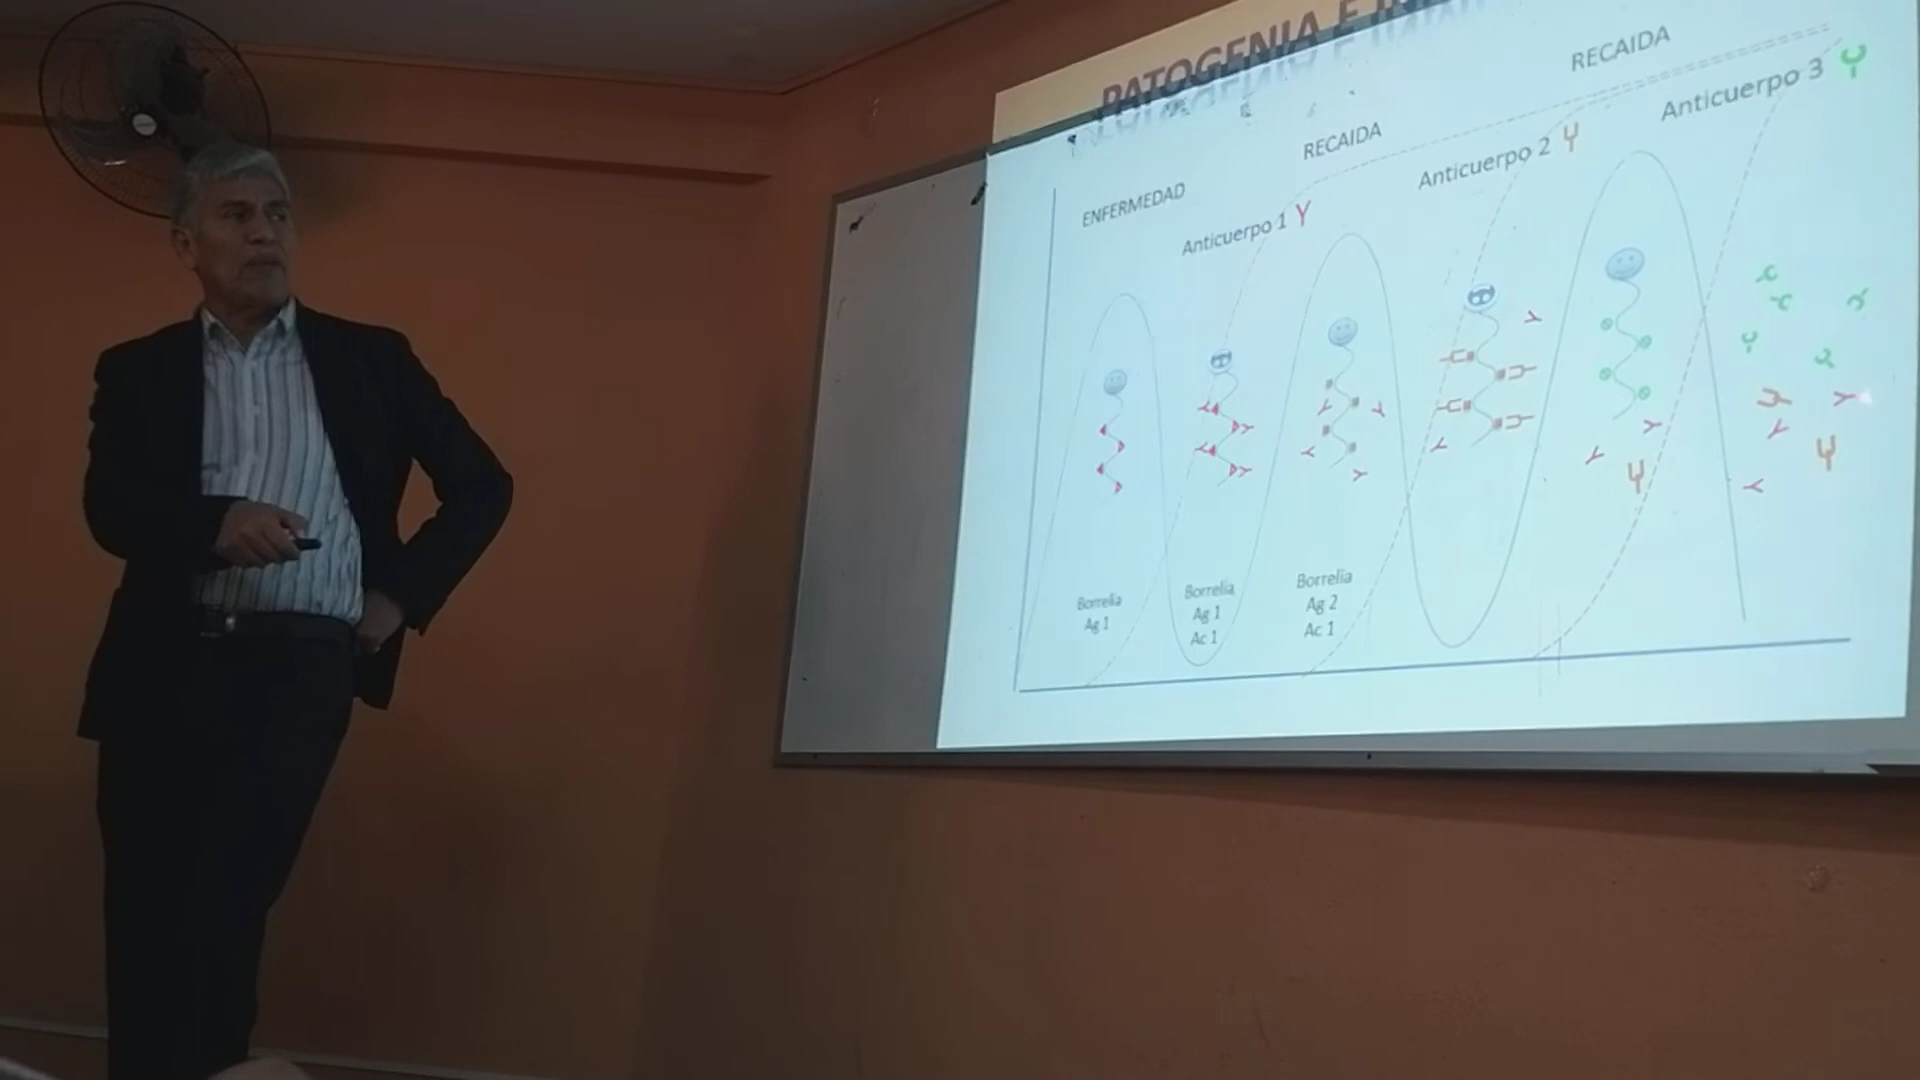 PATOGENIA E
RECAIDA
Anticuerpo 3
RECAIDA
Anticuerpo 2
ENFERMEDAD
Anticuerpo 1
Borrelia
Ag 1
Borrelia
Ag 1
Ac 1
Borrelia
Ag 2
Ac 1